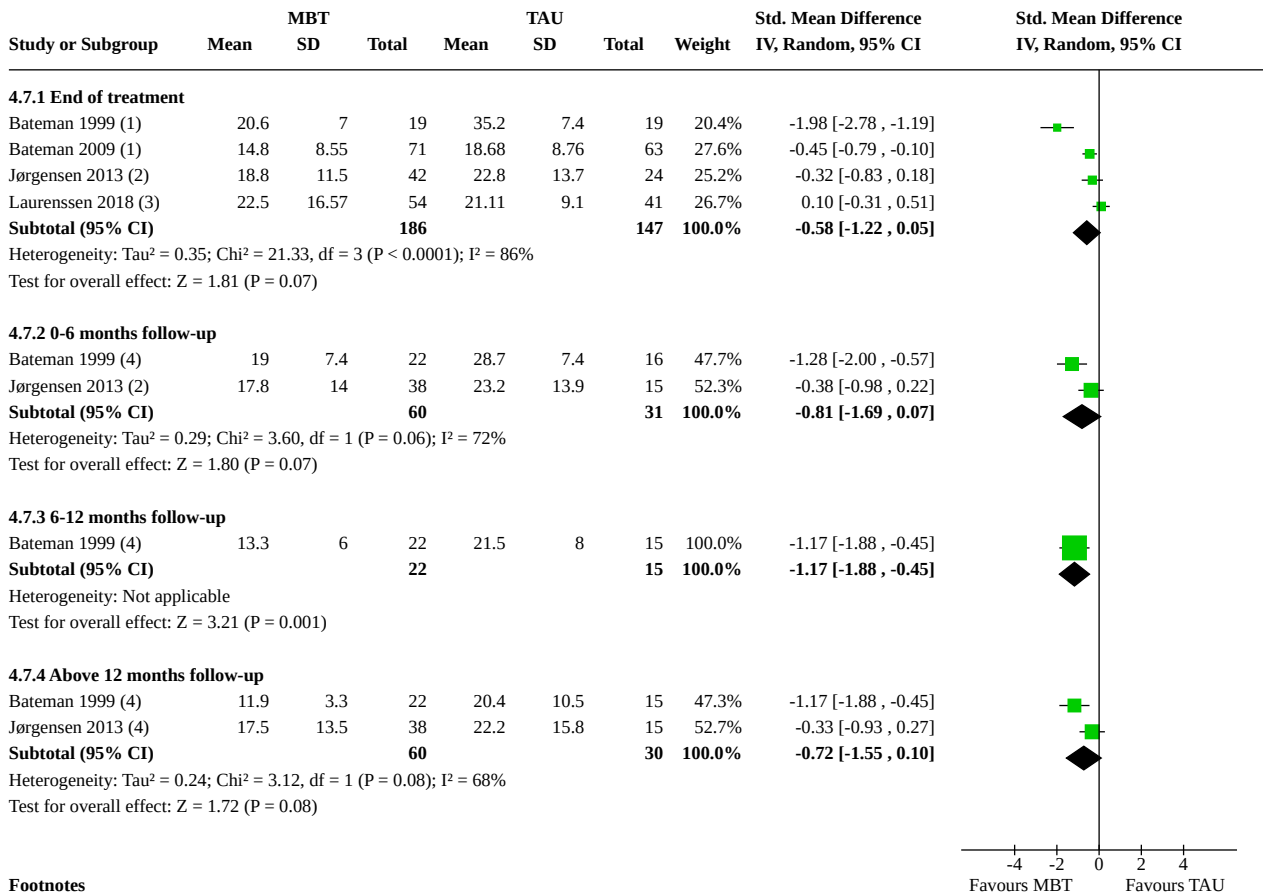 MBT TAU Std. Mean Difference Std. Mean Difference
Study or Subgroup Mean SD Total Mean SD Total Weight IV, Random, 95% CI IV, Random, 95% CI
4.7.1 End of treatment
Bateman 1999 (1) 20.6 7 19 35.2 7.4 19 20.4% -1.98 [-2.78 , -1.19]
Bateman 2009 (1) 14.8 8.55 71 18.68 8.76 63 27.6% -0.45 [-0.79 , -0.10]
Jørgensen 2013 (2) 18.8 11.5 42 22.8 13.7 24 25.2% -0.32 [-0.83 , 0.18]
Laurenssen 2018 (3) 22.5 16.57 54 21.11 9.1 41 26.7% 0.10 [-0.31 , 0.51]
Subtotal (95% CI) 186 147 100.0% -0.58 [-1.22 , 0.05]
Heterogeneity: Tau² = 0.35; Chi² = 21.33, df = 3 (P < 0.0001); I² = 86%
Test for overall effect: Z = 1.81 (P = 0.07)
4.7.2 0-6 months follow-up
Bateman 1999 (4) 19 7.4 22 28.7 7.4 16 47.7% -1.28 [-2.00 , -0.57]
Jørgensen 2013 (2) 17.8 14 38 23.2 13.9 15 52.3% -0.38 [-0.98 , 0.22]
Subtotal (95% CI) 60 31 100.0% -0.81 [-1.69 , 0.07]
Heterogeneity: Tau² = 0.29; Chi² = 3.60, df = 1 (P = 0.06); I² = 72%
Test for overall effect: Z = 1.80 (P = 0.07)
4.7.3 6-12 months follow-up
Bateman 1999 (4) 13.3 6 22 21.5 8 15 100.0% -1.17 [-1.88 , -0.45]
Subtotal (95% CI) 22 15 100.0% -1.17 [-1.88 , -0.45]
Heterogeneity: Not applicable
Test for overall effect: Z = 3.21 (P = 0.001)
4.7.4 Above 12 months follow-up
Bateman 1999 (4) 11.9 3.3 22 20.4 10.5 15 47.3% -1.17 [-1.88 , -0.45]
Jørgensen 2013 (4) 17.5 13.5 38 22.2 15.8 15 52.7% -0.33 [-0.93 , 0.27]
Subtotal (95% CI) 60 30 100.0% -0.72 [-1.55 , 0.10]
Heterogeneity: Tau² = 0.24; Chi² = 3.12, df = 1 (P = 0.08); I² = 68%
Test for overall effect: Z = 1.72 (P = 0.08)
-4 -2 0 2 4
Footnotes Favours MBT Favours TAU